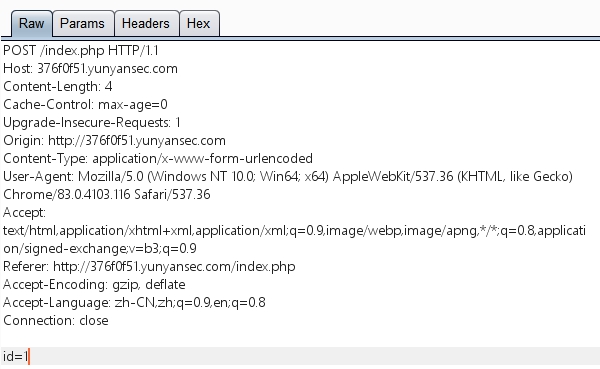 Raw Params Headers Hex
POST /index.php HTTP/1.1
Host: 376f0f51.yunyansec.com
Content-Length: 4
Cache-Control: max-age=0
Upgrade-Insecure-Requests: 1
Origin: http://376f0f51.yunyansec.com
Content-Type: application/x-www-form-urlencoded
User-Agent: Mozilla/5.0 (Windows NT 10.0; Win64; x64) AppleWebKit/537.36 (KHTML, like Gecko)
Chrome/83.0.4103.116 Safari/537.36
Accept:
text/html,application/xhtml+xml,application/xml;q=0.9,image/webp,image/apng,*/*;q=0.8,applicati
on/signed-exchange;v=b3;q=0.9
Referer: http://376f0f51.yunyansec.com/index.php
Accept-Encoding: gzip, deflate
Accept-Language: zh-CN,zh;q=0.9,en;q=0.8
Connection: close
id=1